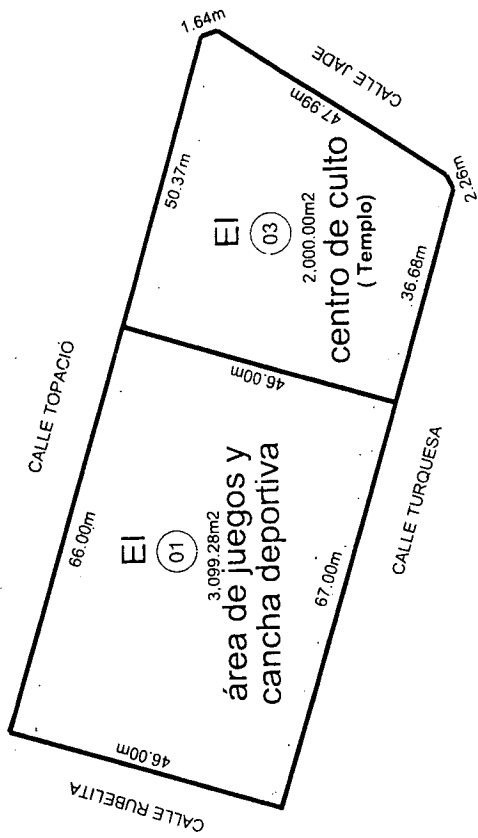 CALLE TOPACIÓ
66.00m
50.37m
1.64m
CALLE JADE
47.99m
EI
03
2,000.00m2
centro de culto
( Templo)
2.26m
36.68m
46.00m
EI
01
3,099.28m2
área de juegos y
cancha deportiva
67.00m
CALLE TURQUESA
46.00m
CALLE RUBELITA